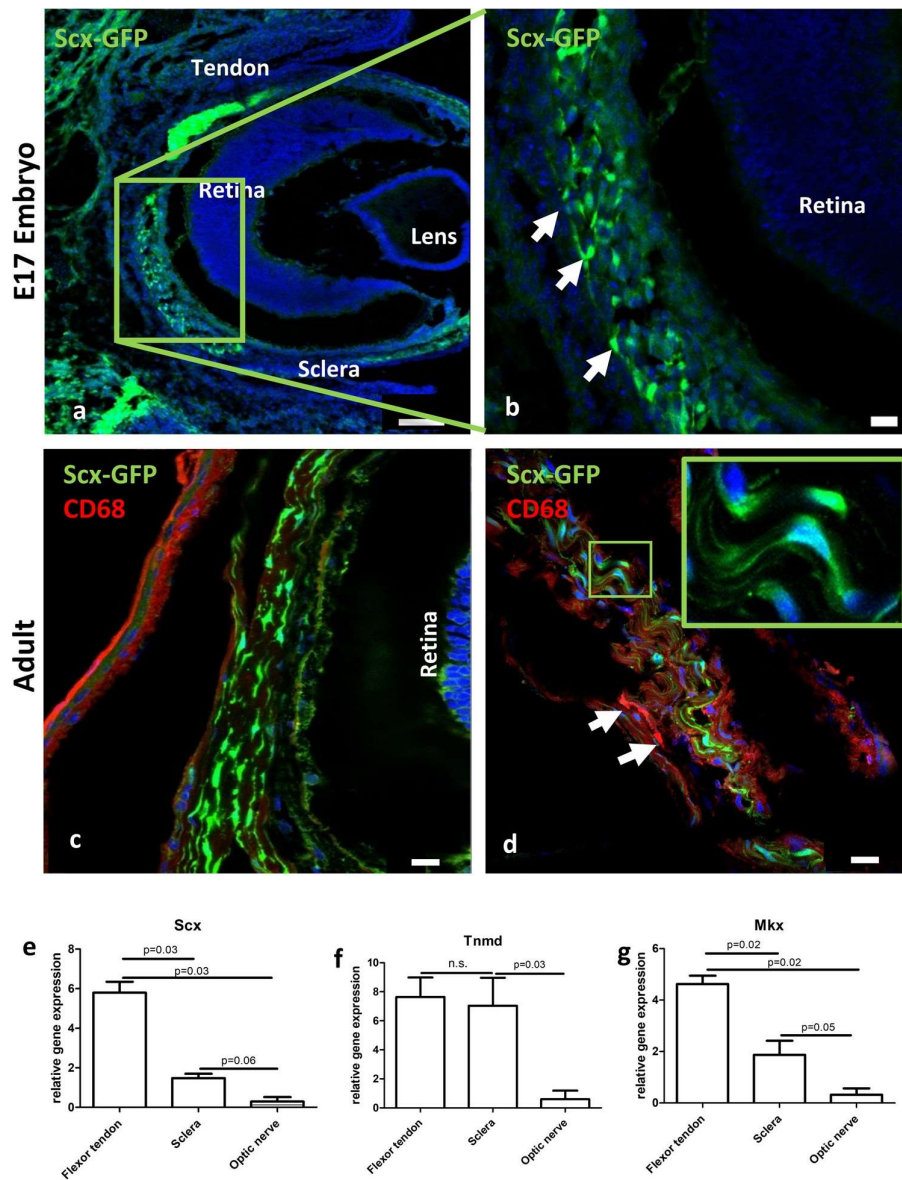 Scx-GFP
Tendon
Retina
Lens
Sclera
a
E17 Embryo
Scx-GFP
Retina
b
Scx-GFP
CD68
Retina
c
Adult
Scx-GFP
CD68
d
e
Scx
relative gene expression
8
6
4
2
0
p=0.03
p=0.03
p=0.06
Flexor tendon
Sclera
Optic nerve
f
Tnmd
relative gene expression
10
8
6
4
2
0
n.s.
p=0.03
Flexor tendon
Sclera
Optic nerve
g
Mkx
relative gene expression
6
4
2
0
p=0.02
p=0.02
p=0.05
Flexor tendon
Sclera
Optic nerve